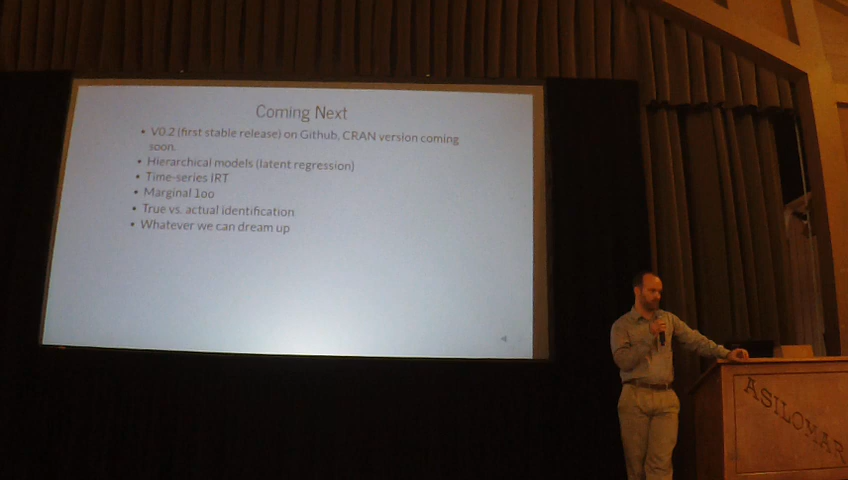 Coming Next
• V0.2 (first stable release) on Github, CRAN version coming
soon.
• Hierarchical models (latent regression)
• Time-series IRT
• Marginal loo
• True vs. actual identification
• Whatever we can dream up
ASILOMAR